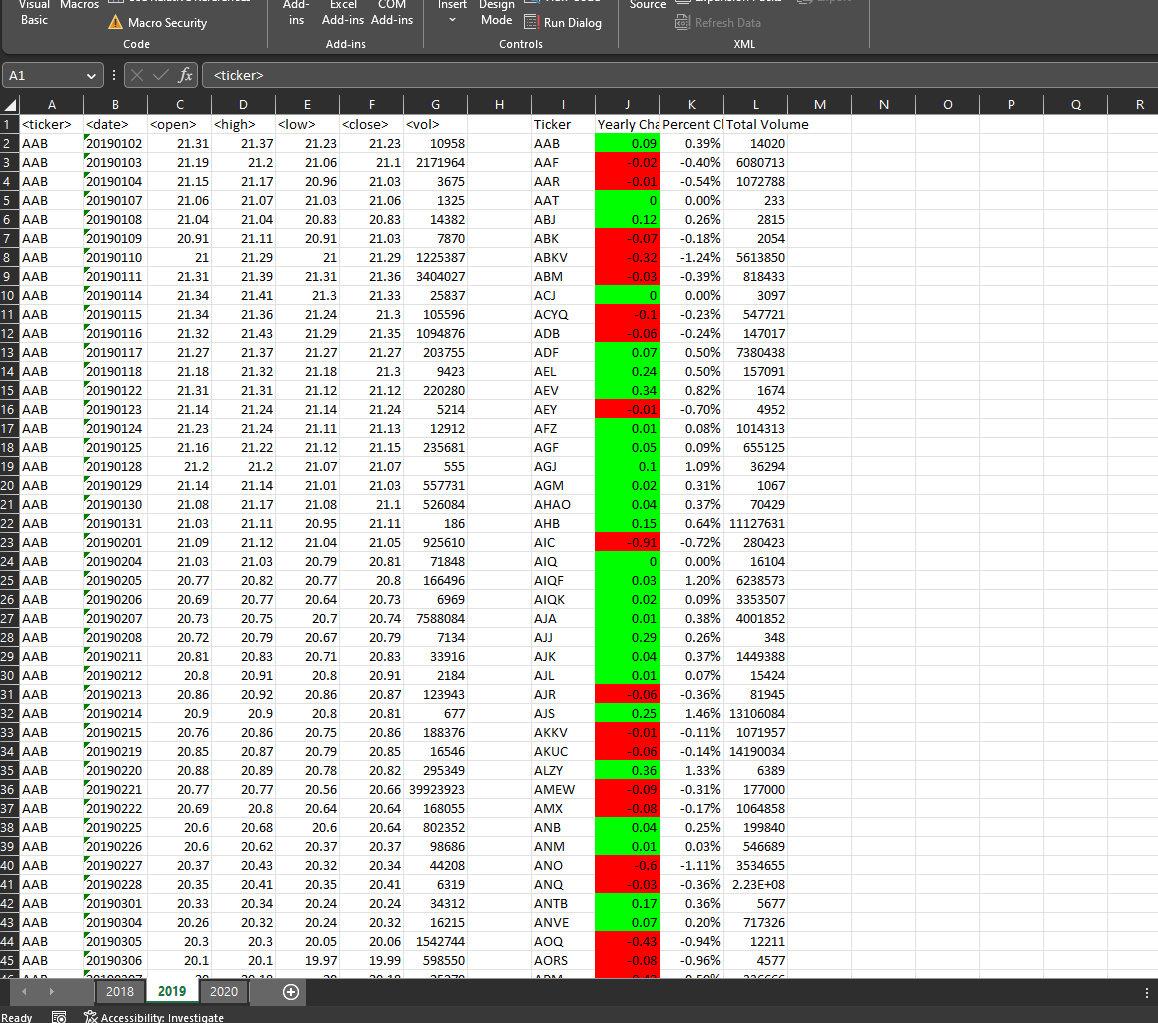 Visual Macros Add- Excel COM Insert Design Source
Basic ins Add-ins Add-ins Mode
Macro Security Run Dialog Refresh Data
Code Add-ins Controls XML
A1 fx <ticker>
A B C D E F G H I J K L M N O P Q R
1 <ticker> <date> <open> <high> <low> <close> <vol> Ticker Yearly Cha Percent Cl Total Volume
2 AAB 20190102 21.31 21.37 21.23 21.23 10958 AAB 0.09 0.39% 14020
3 AAB 20190103 21.19 21.2 21.06 21.1 2171964 AAF -0.02 -0.40% 6080713
4 AAB 20190104 21.15 21.17 20.96 21.03 3675 AAR -0.01 -0.54% 1072788
5 AAB 20190107 21.06 21.07 21.03 21.06 1325 AAT 0 0.00% 233
6 AAB 20190108 21.04 21.04 20.83 20.83 14382 ABJ 0.12 0.26% 2815
7 AAB 20190109 20.91 21.11 20.91 21.03 7870 ABK -0.07 -0.18% 2054
8 AAB 20190110 21 21.29 21 21.29 1225387 ABKV -0.32 -1.24% 5613850
9 AAB 20190111 21.31 21.39 21.31 21.36 3404027 ABM -0.03 -0.39% 818433
10 AAB 20190114 21.34 21.41 21.3 21.33 25837 ACJ 0 0.00% 3097
11 AAB 20190115 21.34 21.36 21.24 21.3 105596 ACYQ -0.1 -0.23% 547721
12 AAB 20190116 21.32 21.43 21.29 21.35 1094876 ADB -0.06 -0.24% 147017
13 AAB 20190117 21.27 21.37 21.27 21.27 203755 ADF 0.07 0.50% 7380438
14 AAB 20190118 21.18 21.32 21.18 21.3 9423 AEL 0.24 0.50% 157091
15 AAB 20190122 21.31 21.31 21.12 21.12 220280 AEV 0.34 0.82% 1674
16 AAB 20190123 21.14 21.24 21.14 21.24 5214 AEY -0.01 -0.70% 4952
17 AAB 20190124 21.23 21.24 21.11 21.13 12912 AFZ 0.01 0.08% 1014313
18 AAB 20190125 21.16 21.22 21.12 21.15 235681 AGF 0.05 0.09% 655125
19 AAB 20190128 21.2 21.2 21.07 21.07 555 AGJ 0.1 1.09% 36294
20 AAB 20190129 21.14 21.14 21.01 21.03 557731 AGM 0.02 0.31% 1067
21 AAB 20190130 21.08 21.17 21.08 21.1 526084 AHAO 0.04 0.37% 70429
22 AAB 20190131 21.03 21.11 20.95 21.11 186 AHB 0.15 0.64% 11127631
23 AAB 20190201 21.09 21.12 21.04 21.05 925610 AIC -0.91 -0.72% 280423
24 AAB 20190204 21.03 21.03 20.79 20.81 71848 AIQ 0 0.00% 16104
25 AAB 20190205 20.77 20.82 20.77 20.8 166496 AIQF 0.03 1.20% 6238573
26 AAB 20190206 20.69 20.77 20.64 20.73 6969 AIQK 0.02 0.09% 3353507
27 AAB 20190207 20.73 20.75 20.7 20.74 7588084 AJA 0.01 0.38% 4001852
28 AAB 20190208 20.72 20.79 20.67 20.79 7134 AJJ 0.29 0.26% 348
29 AAB 20190211 20.81 20.83 20.71 20.83 33916 AJK 0.04 0.37% 1449388
30 AAB 20190212 20.8 20.91 20.8 20.91 2184 AJL 0.01 0.07% 15424
31 AAB 20190213 20.86 20.92 20.86 20.87 123943 AJR -0.06 -0.36% 81945
32 AAB 20190214 20.9 20.9 20.8 20.81 677 AJS 0.25 1.46% 13106084
33 AAB 20190215 20.76 20.86 20.75 20.86 188376 AKKV -0.01 -0.11% 1071957
34 AAB 20190219 20.85 20.87 20.79 20.85 16546 AKUC -0.06 -0.14% 14190034
35 AAB 20190220 20.88 20.89 20.78 20.82 295349 ALZY 0.36 1.33% 6389
36 AAB 20190221 20.77 20.77 20.56 20.66 39923923 AMEW -0.09 -0.31% 177000
37 AAB 20190222 20.69 20.8 20.64 20.64 168055 AMX -0.08 -0.17% 1064858
38 AAB 20190225 20.6 20.68 20.6 20.64 802352 ANB 0.04 0.25% 199840
39 AAB 20190226 20.6 20.62 20.37 20.37 98686 ANM 0.01 0.03% 546689
40 AAB 20190227 20.37 20.43 20.32 20.34 44208 ANO -0.6 -1.11% 3534655
41 AAB 20190228 20.35 20.41 20.35 20.41 6319 ANQ -0.03 -0.36% 2.23E+08
42 AAB 20190301 20.33 20.34 20.24 20.24 34312 ANTB 0.17 0.36% 5677
43 AAB 20190304 20.26 20.32 20.24 20.32 16215 ANVE 0.07 0.20% 717326
44 AAB 20190305 20.3 20.3 20.05 20.06 1542744 AOQ -0.43 -0.94% 12211
45 AAB 20190306 20.1 20.1 19.97 19.99 598550 AORS -0.08 -0.96% 4577
2018 2019 2020
Ready Accessibility: Investigate